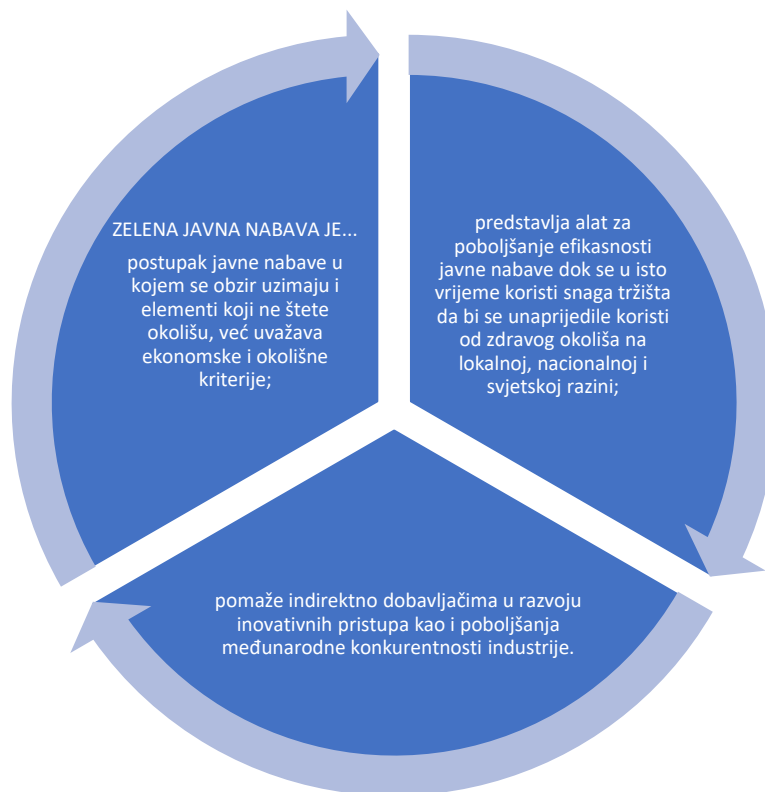 ZELENA JAVNA NABAVA JE...
postupak javne nabave u
kojem se obzir uzimaju i
elementi koji ne štete
okolišu, već uvažava
ekonomske i okolišne
kriterije;
predstavlja alat za
poboljšanje efikasnosti
javne nabave dok se u isto
vrijeme koristi snaga tržišta
da bi se unaprijedile koristi
od zdravog okoliša na
lokalnoj, nacionalnoj i
svjetskoj razini;
pomaže indirektno dobavljačima u razvoju
inovativnih pristupa kao i poboljšanja
međunarodne konkurentnosti industrije.